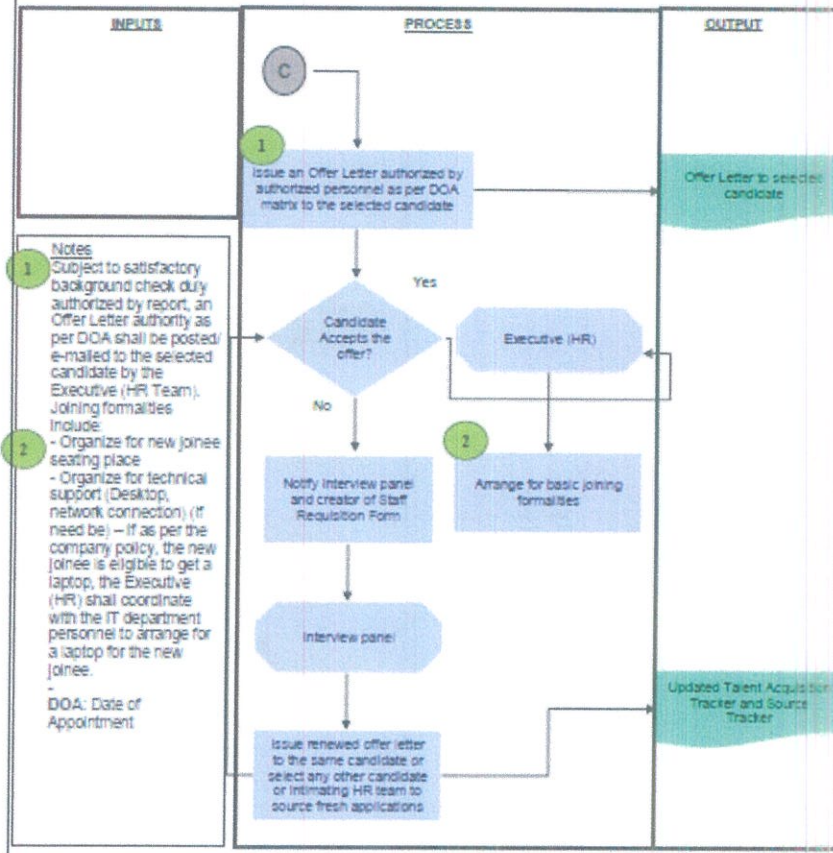 INPUTS
PROCESS
OUTPUT
C
1
Issue an Offer Letter authorized by
authorized personnel as per DOA
matrix to the selected candidate
Offer Letter to selected
candidate
Notes
1
Subject to satisfactory
background check duly
authorized by report, an
Offer Letter authority as
per DOA shall be posted/
e-mailed to the selected
candidate by the
Executive (HR Team).
Joining formalities
Include:
2
- Organize for new joinee
seating place
- Organize for technical
support (Desktop,
network connection) (If
need be) – If as per the
company policy, the new
joinee is eligible to get a
laptop, the Executive
(HR) shall coordinate
with the IT department
personnel to arrange for
a laptop for the new
joinee.
-
DOA: Date of
Appointment
Candidate
Accepts the
offer?
Yes
Executive (HR)
No
2
Notify Interview panel
and creator of Staff
Requisition Form
Arrange for basic joining
formalities
Interview panel
Issue renewed offer letter
to the same candidate or
select any other candidate
or intimating HR team to
source fresh applications
Updated Talent Acquisition
Tracker and Source
Tracker